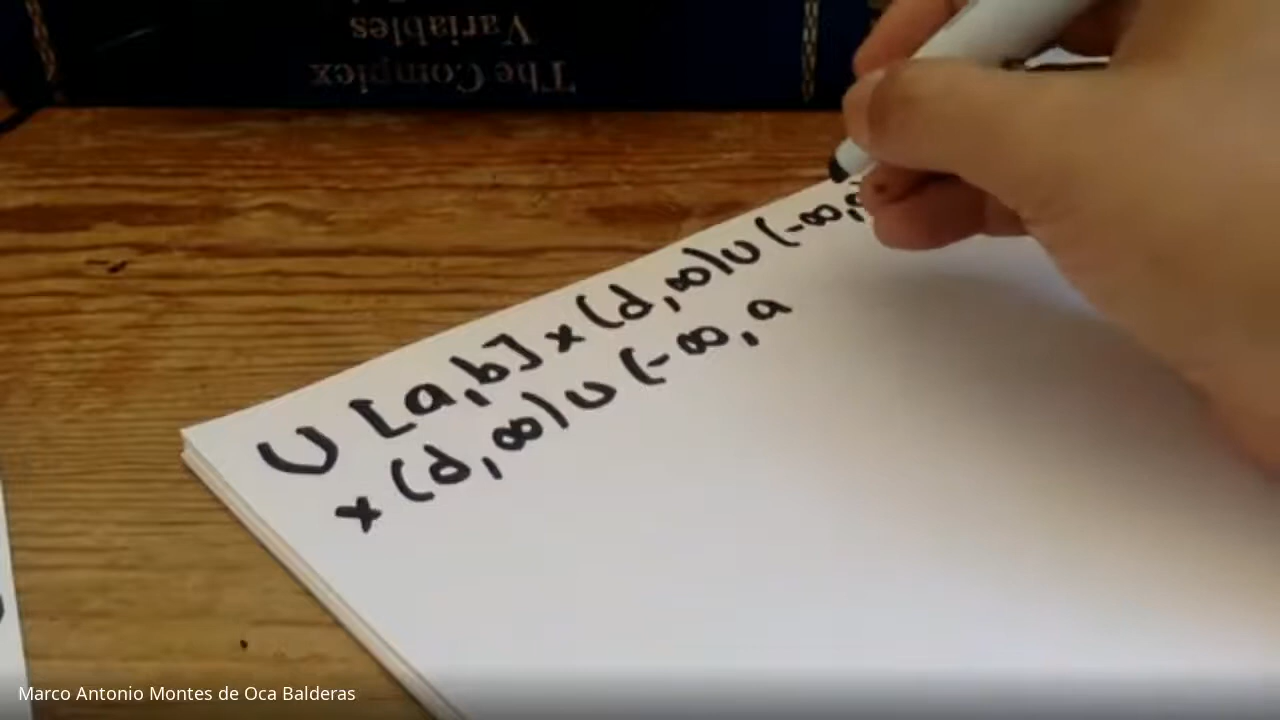 The Complex
Variables
∪ [a,b] × (d,∞) ∪ (-∞,
× (d,∞) ∪ (-∞, a
Marco Antonio Montes de Oca Balderas